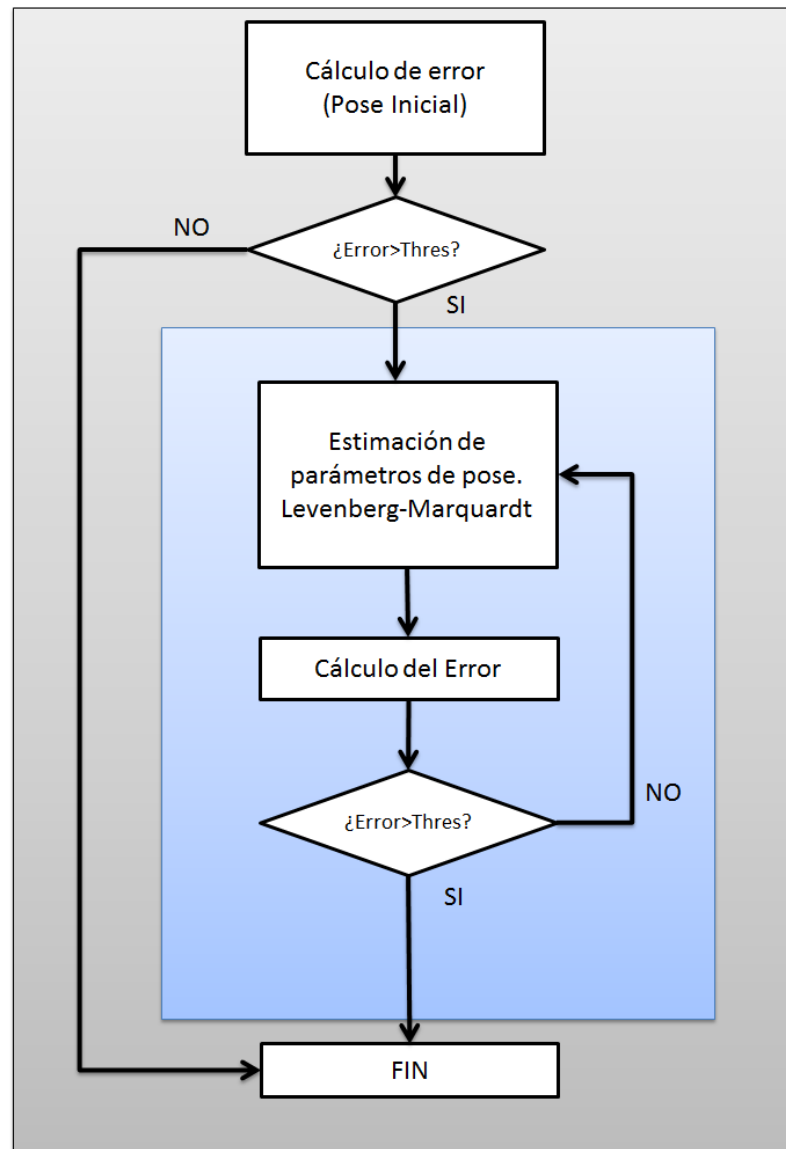 Cálculo de error
(Pose Inicial)
NO
¿Error>Thres?
SI
Estimación de
parámetros de pose.
Levenberg-Marquardt
Cálculo del Error
¿Error>Thres?
NO
SI
FIN